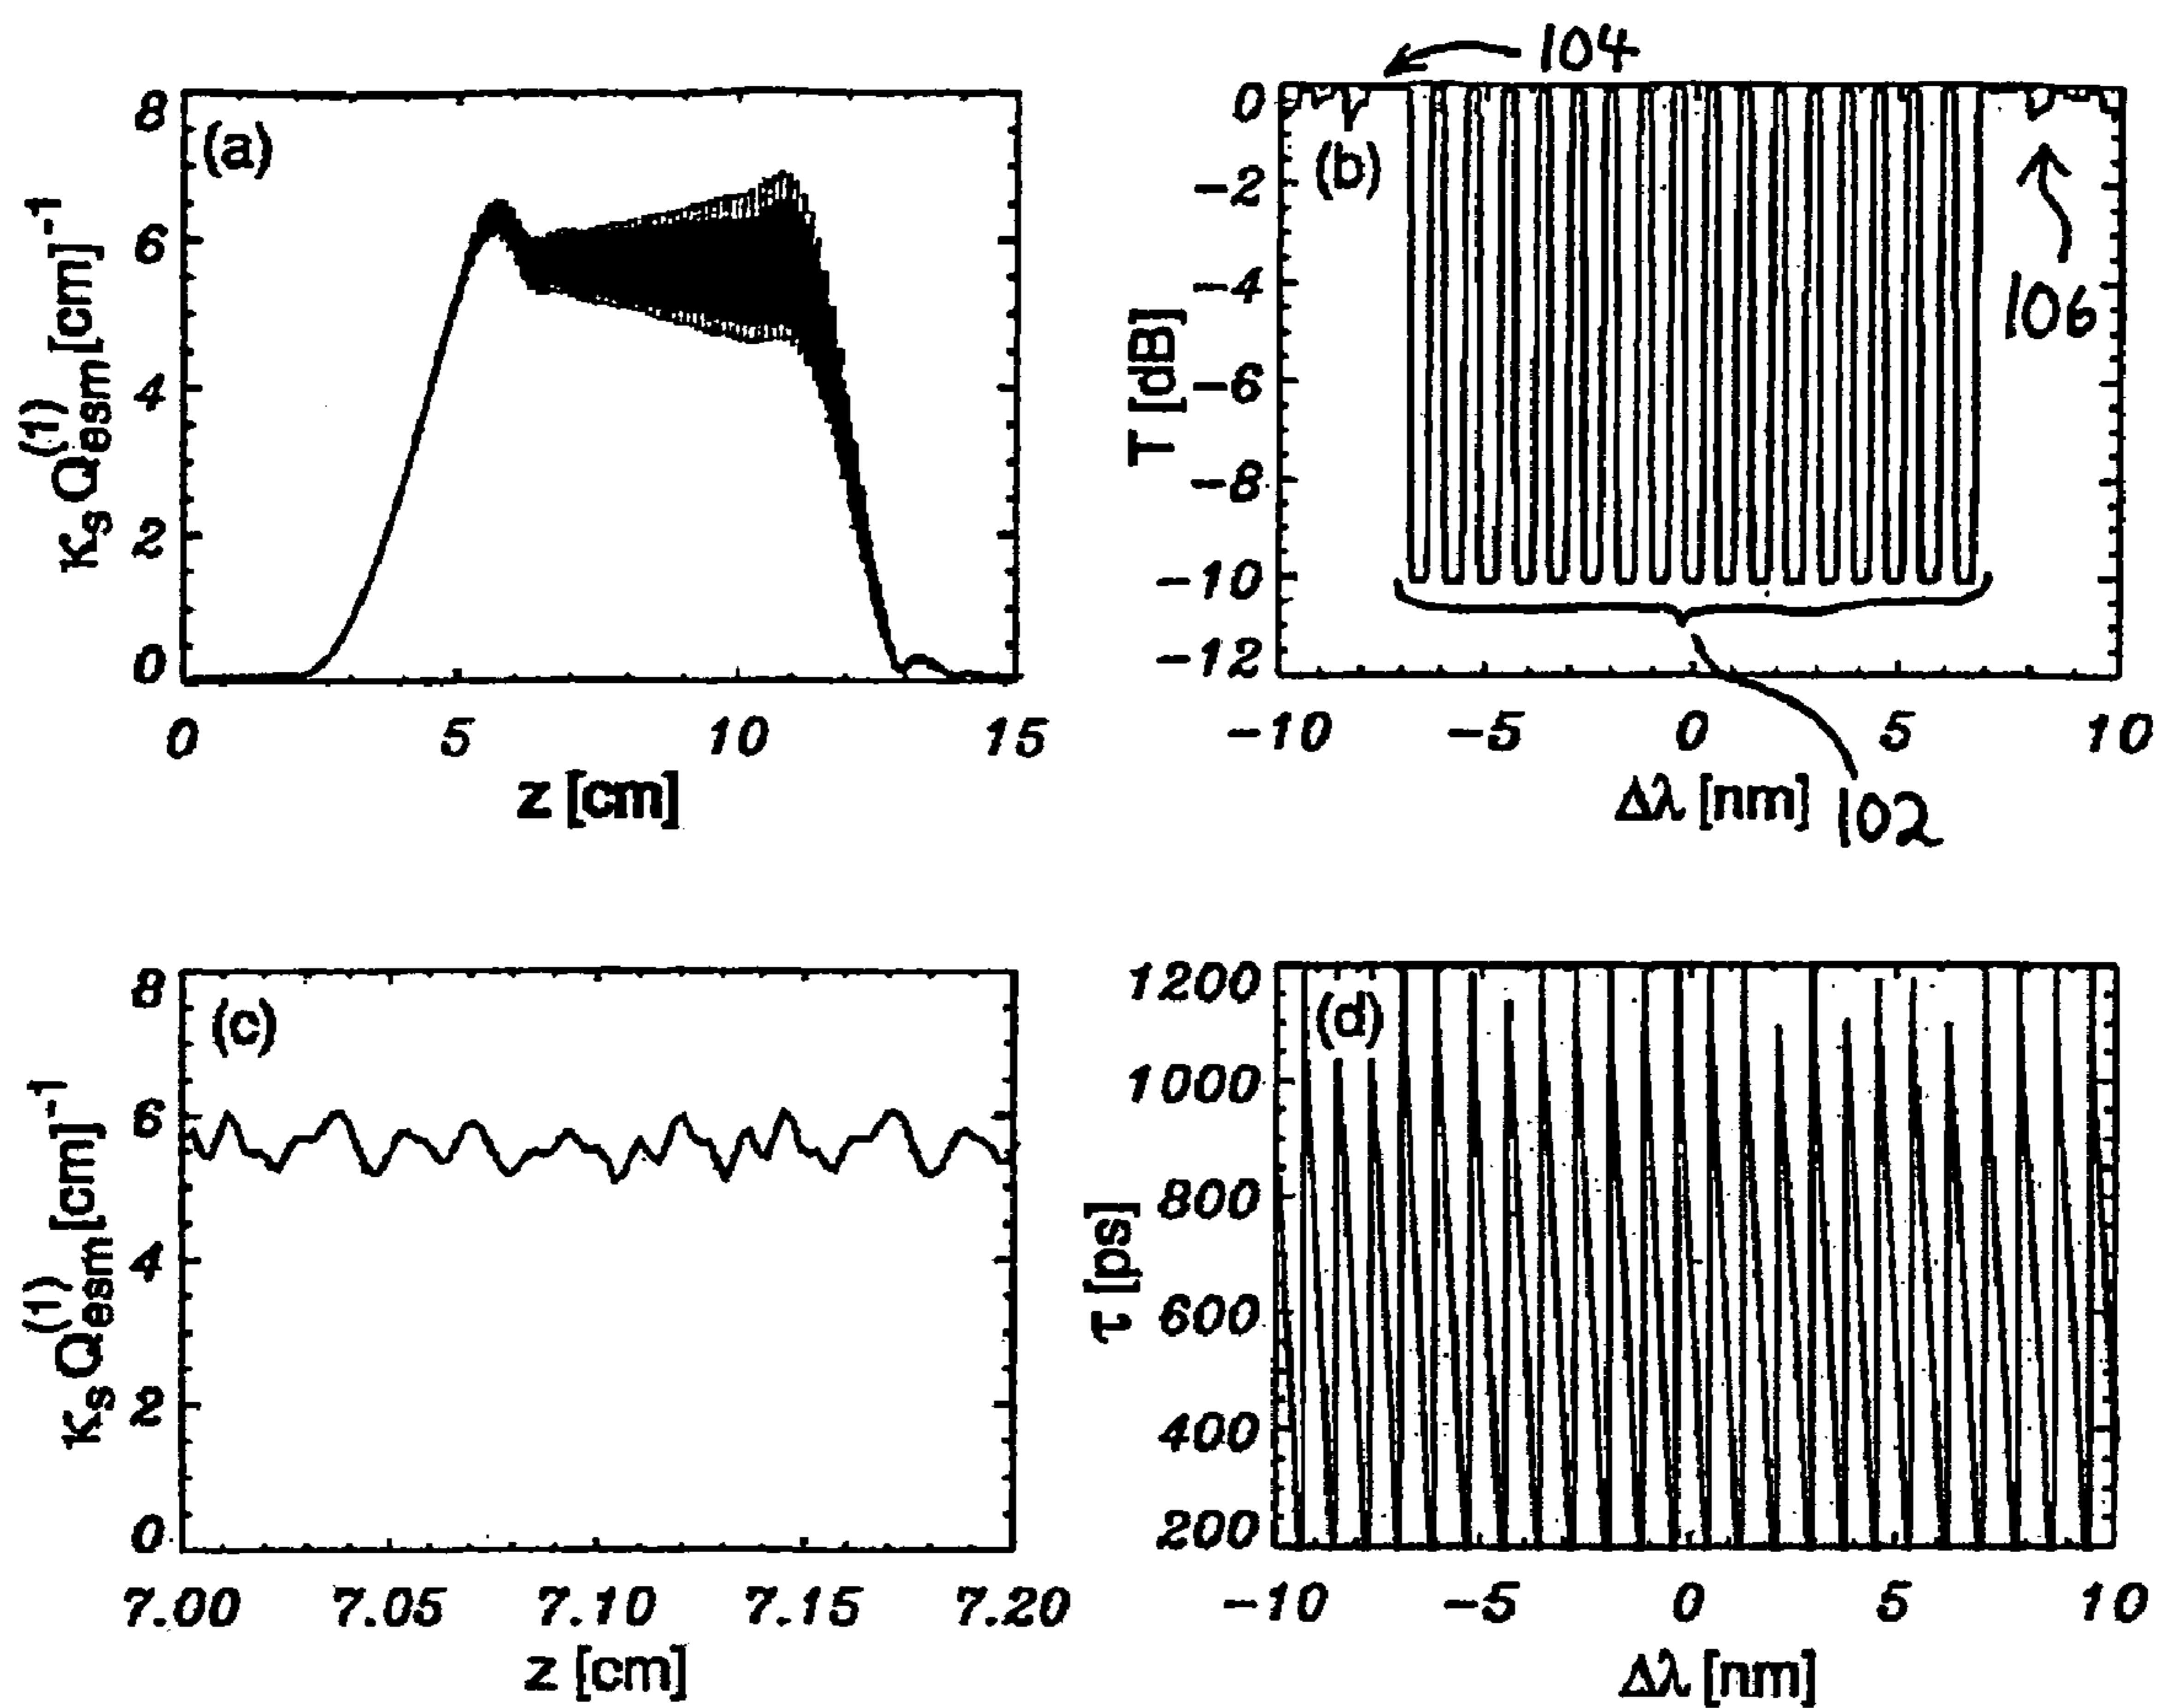 (a)
κs Q(1)esm [cm]-1
8
6
4
2
0
0 5 10 15
z [cm]
104
(b)
T [dB]
0
-2
-4
-6
-8
-10
-12
106
-10 -5 0 5 10
Δλ [nm]
102
(c)
κs Q(1)esm [cm]-1
8
6
4
2
0
7.00 7.05 7.10 7.15 7.20
z [cm]
(d)
τ [ps]
1200
1000
800
600
400
200
-10 -5 0 5 10
Δλ [nm]